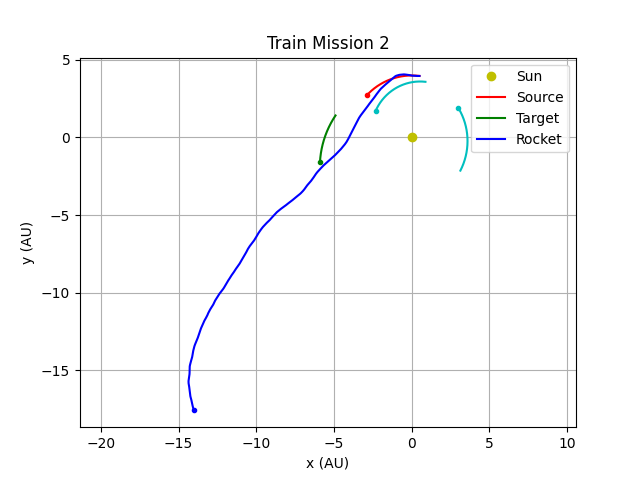 Train Mission 2
5
0
−5
−10
−15
y (AU)
−20
−15
−10
−5
0
5
10
x (AU)
Sun
Source
Target
Rocket